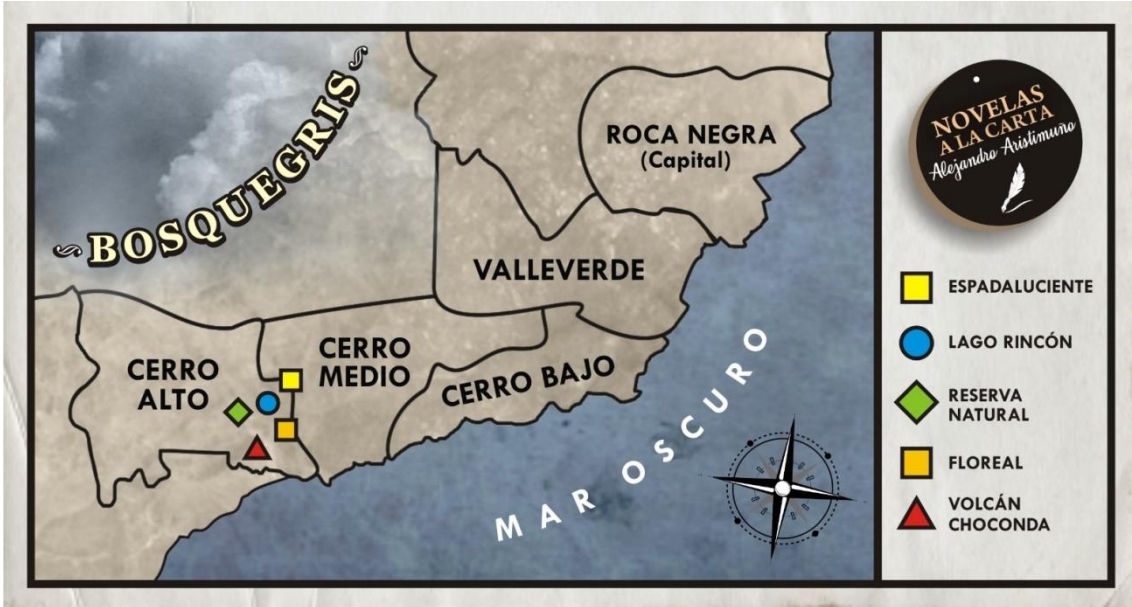 BOSQUEGRIS
ROCA NEGRA
(Capital)
VALLEVERDE
CERRO
ALTO
CERRO
MEDIO
CERRO BAJO
MAR OSCURO
NOVELAS
A LA CARTA
Alejandro Aristimuño
ESPADALUCIENTE
LAGO RINCÓN
RESERVA
NATURAL
FLOREAL
VOLCÁN
CHOCONDA